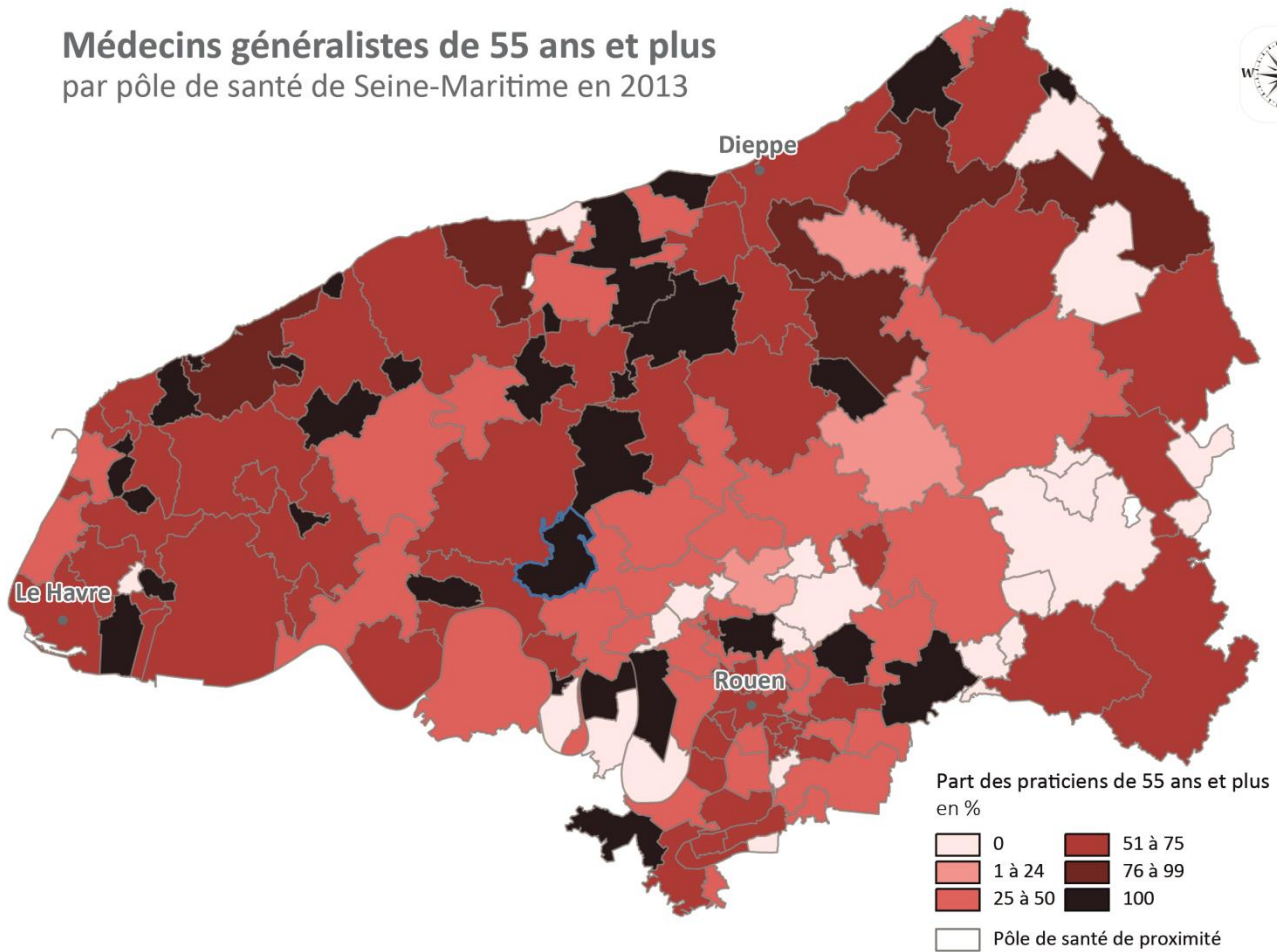 Médecins généralistes de 55 ans et plus
par pôle de santé de Seine-Maritime en 2013
W
Dieppe
Le Havre
Rouen
Part des praticiens de 55 ans et plus
en %
0
1 à 24
25 à 50
51 à 75
76 à 99
100
Pôle de santé de proximité